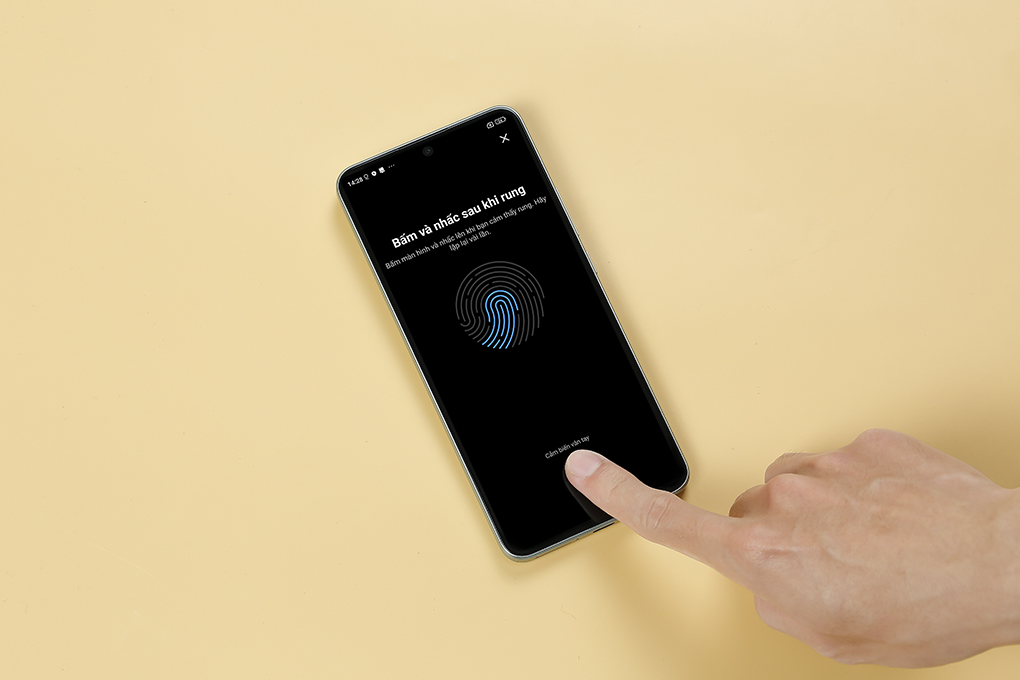 14:28
Bấm và nhấc sau khi rung
Bấm màn hình và nhấc lên khi bạn cảm thấy rung. Hãy
lặp lại vài lần.
Cảm biến vân tay